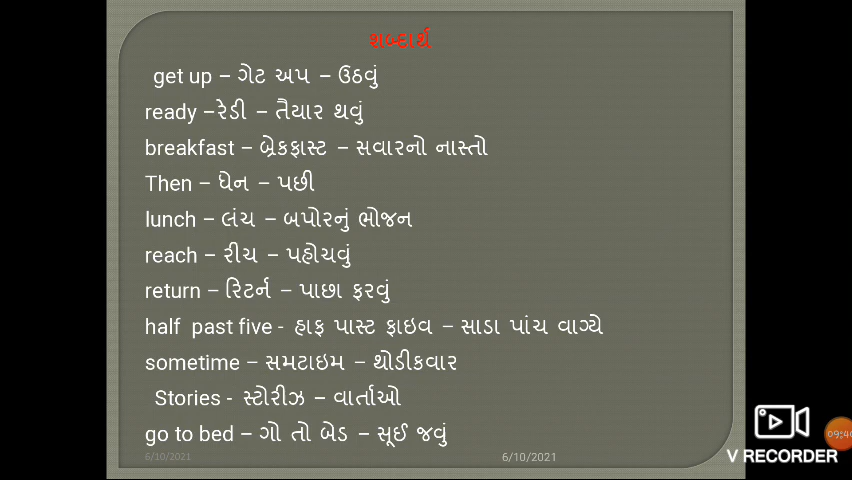 શબ્દાર્થ
get up – ગેટ અપ – ઉઠવું
ready –રેડી – તૈયાર થવું
breakfast – બ્રેકફાસ્ટ – સવારનો નાસ્તો
Then – ધેન – પછી
lunch – લંચ – બપોરનું ભોજન
reach – રીચ – પહોચવું
return – રિટર્ન – પાછા ફરવું
half past five - હાફ પાસ્ટ ફાઇવ – સાડા પાંચ વાગ્યે
sometime – સમટાઇમ – થોડીકવાર
Stories - સ્ટોરીઝ – વાર્તાઓ
go to bed – ગો તો બેડ – સૂઈ જવું
6/10/2021 6/10/2021
V RECORDER